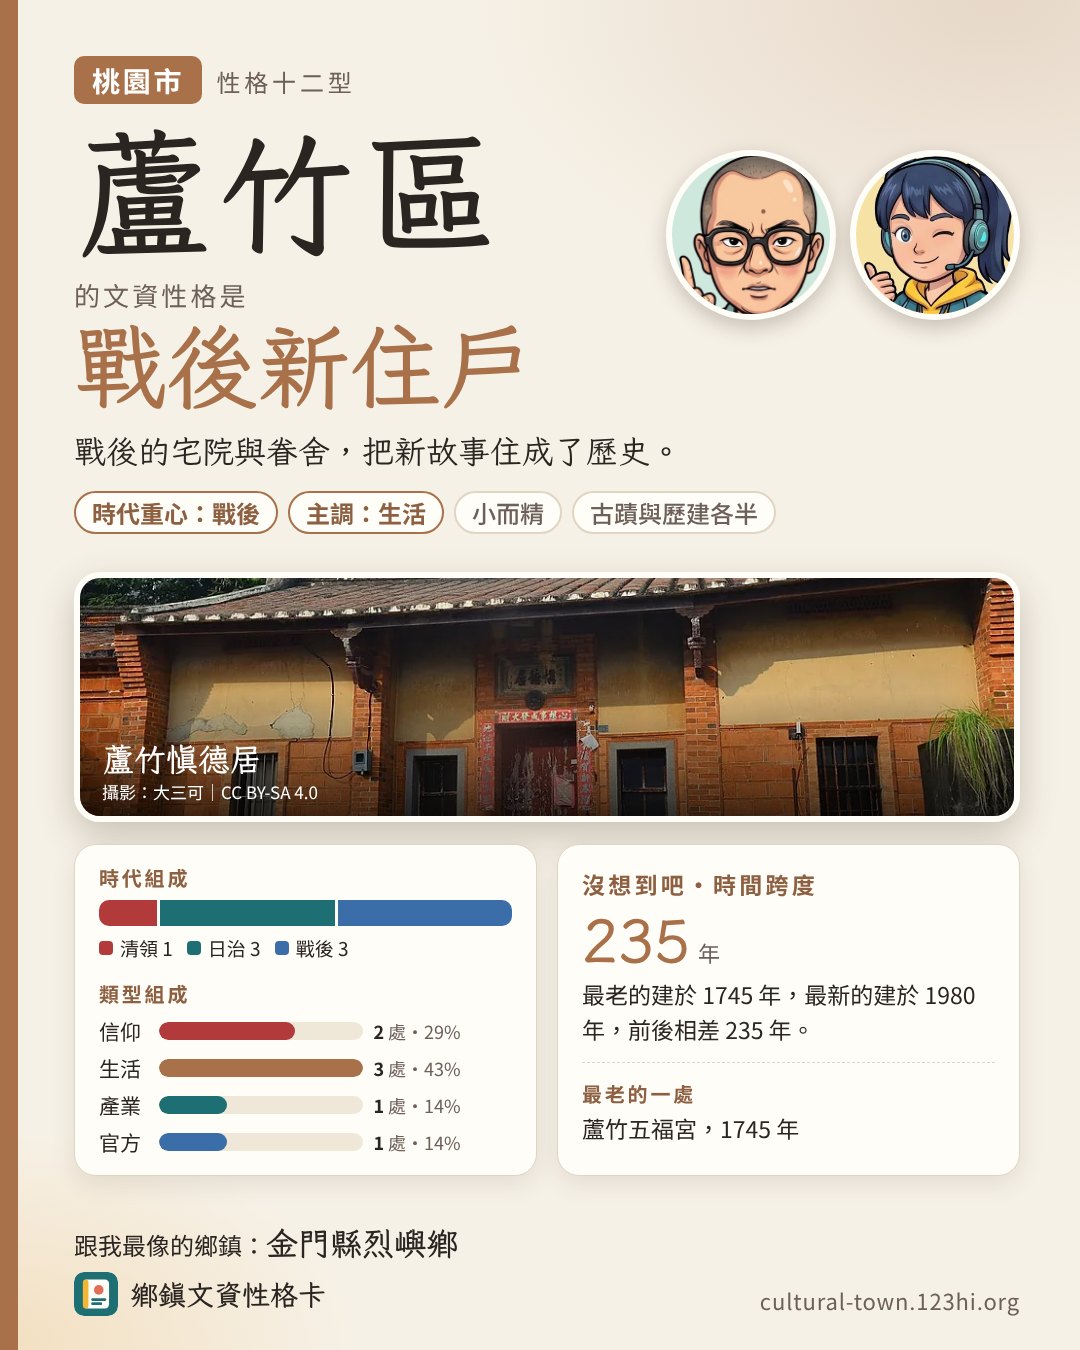 桃園市 性格十二型
蘆竹區
的文資性格是
戰後新住戶
戰後的宅院與眷舍，把新故事住成了歷史。
時代重心：戰後 主調：生活 小而精 古蹟與歷建各半
蘆竹慎德居
攝影：大三可｜CC BY-SA 4.0
時代組成
清領 1 日治 3 戰後 3
類型組成
信仰 2 處・29%
生活 3 處・43%
產業 1 處・14%
官方 1 處・14%
沒想到吧・時間跨度
235 年
最老的建於 1745 年，最新的建於 1980
年，前後相差 235 年。
最老的一處
蘆竹五福宮，1745 年
跟我最像的鄉鎮：金門縣烈嶼鄉
鄉鎮文資性格卡
cultural-town.123hi.org